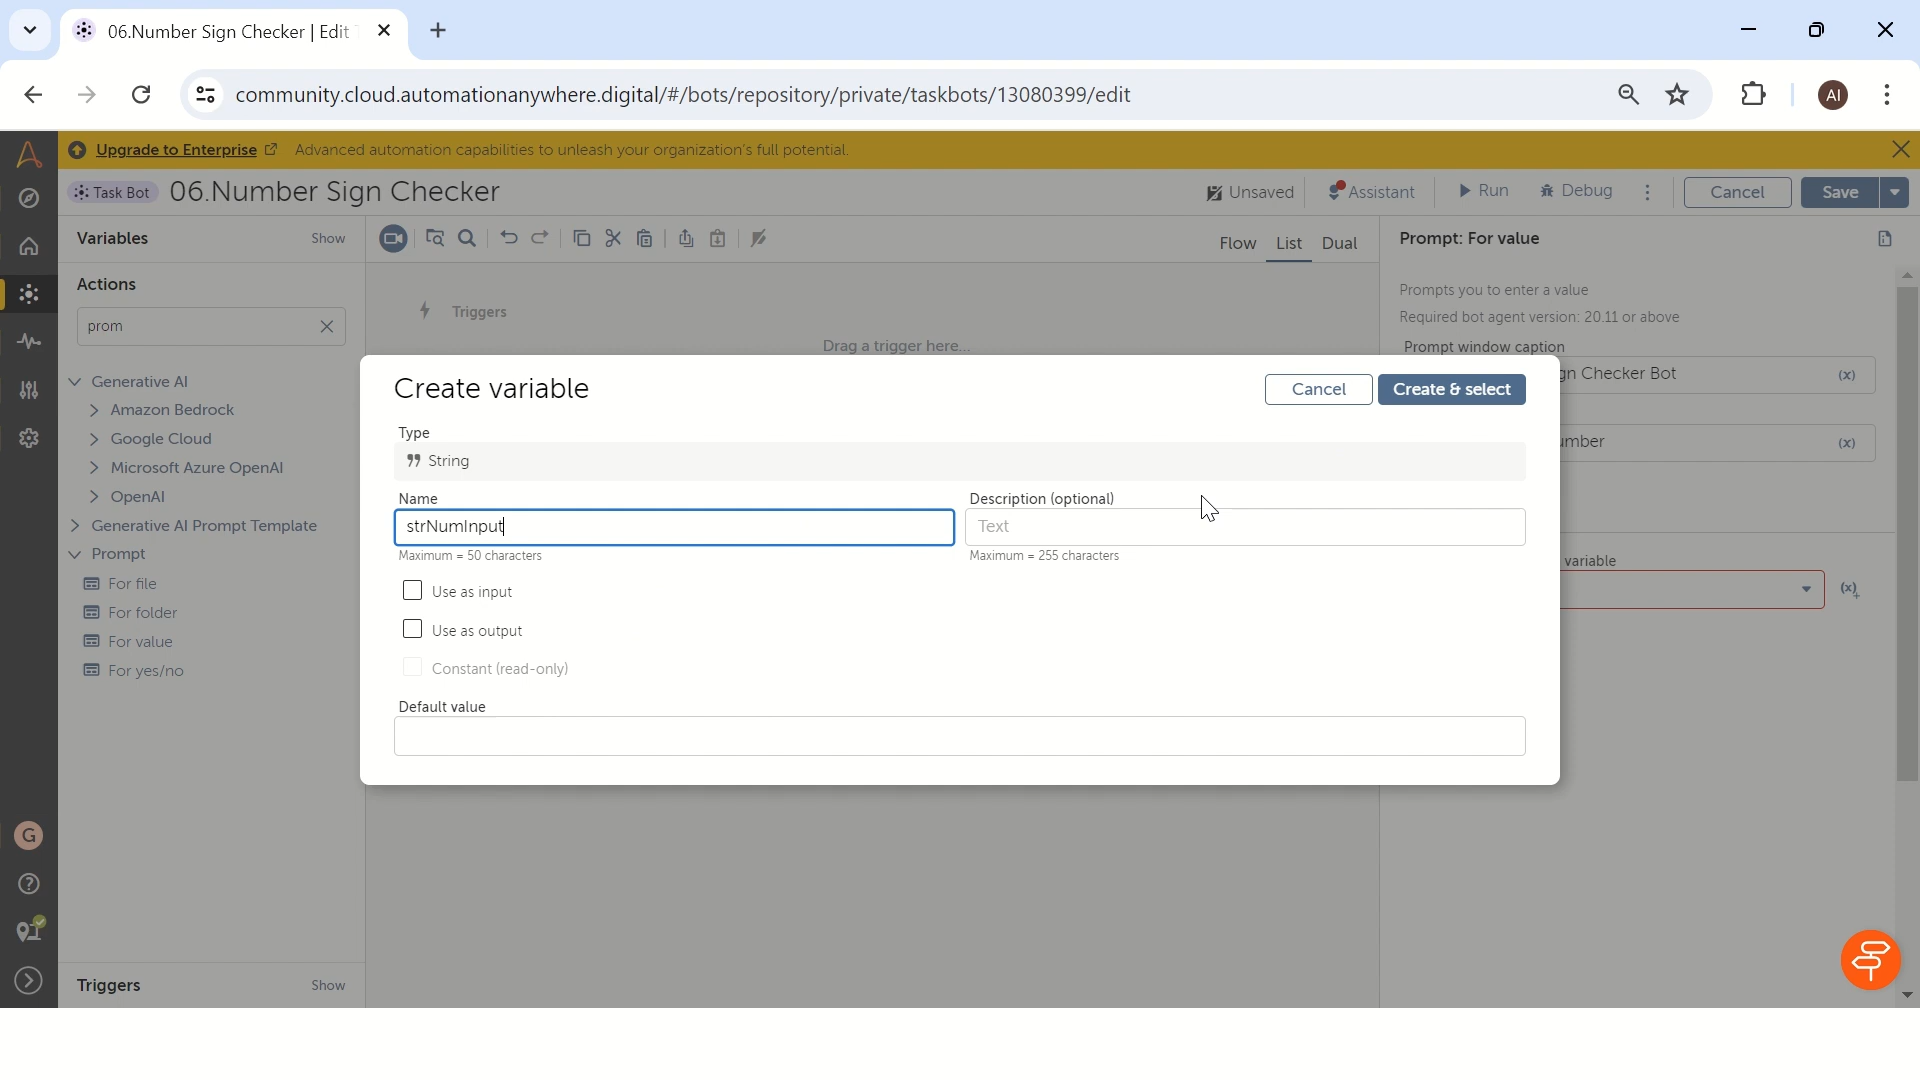 06.Number Sign Checker | Edit
community.cloud.automationanywhere.digital/#/bots/repository/private/taskbots/13080399/edit
AI
Upgrade to Enterprise
Advanced automation capabilities to unleash your organization's full potential.
Task Bot
06.Number Sign Checker
Unsaved
Assistant
Run
Debug
Cancel
Save
Variables
Show
Flow
List
Dual
Prompt: For value
Actions
prom
Triggers
Drag a trigger here...
Prompts you to enter a value
Required bot agent version: 20.11 or above
Prompt window caption
gn Checker Bot
(x)
umber
(x)
variable
(x)
Generative AI
Amazon Bedrock
Google Cloud
Microsoft Azure OpenAI
OpenAI
Generative AI Prompt Template
Prompt
For file
For folder
For value
For yes/no
Create variable
Cancel
Create & select
Type
String
Name
Description (optional)
strNumInput
Text
Maximum = 50 characters
Maximum = 255 characters
Use as input
Use as output
Constant (read-only)
Default value
G
Triggers
Show